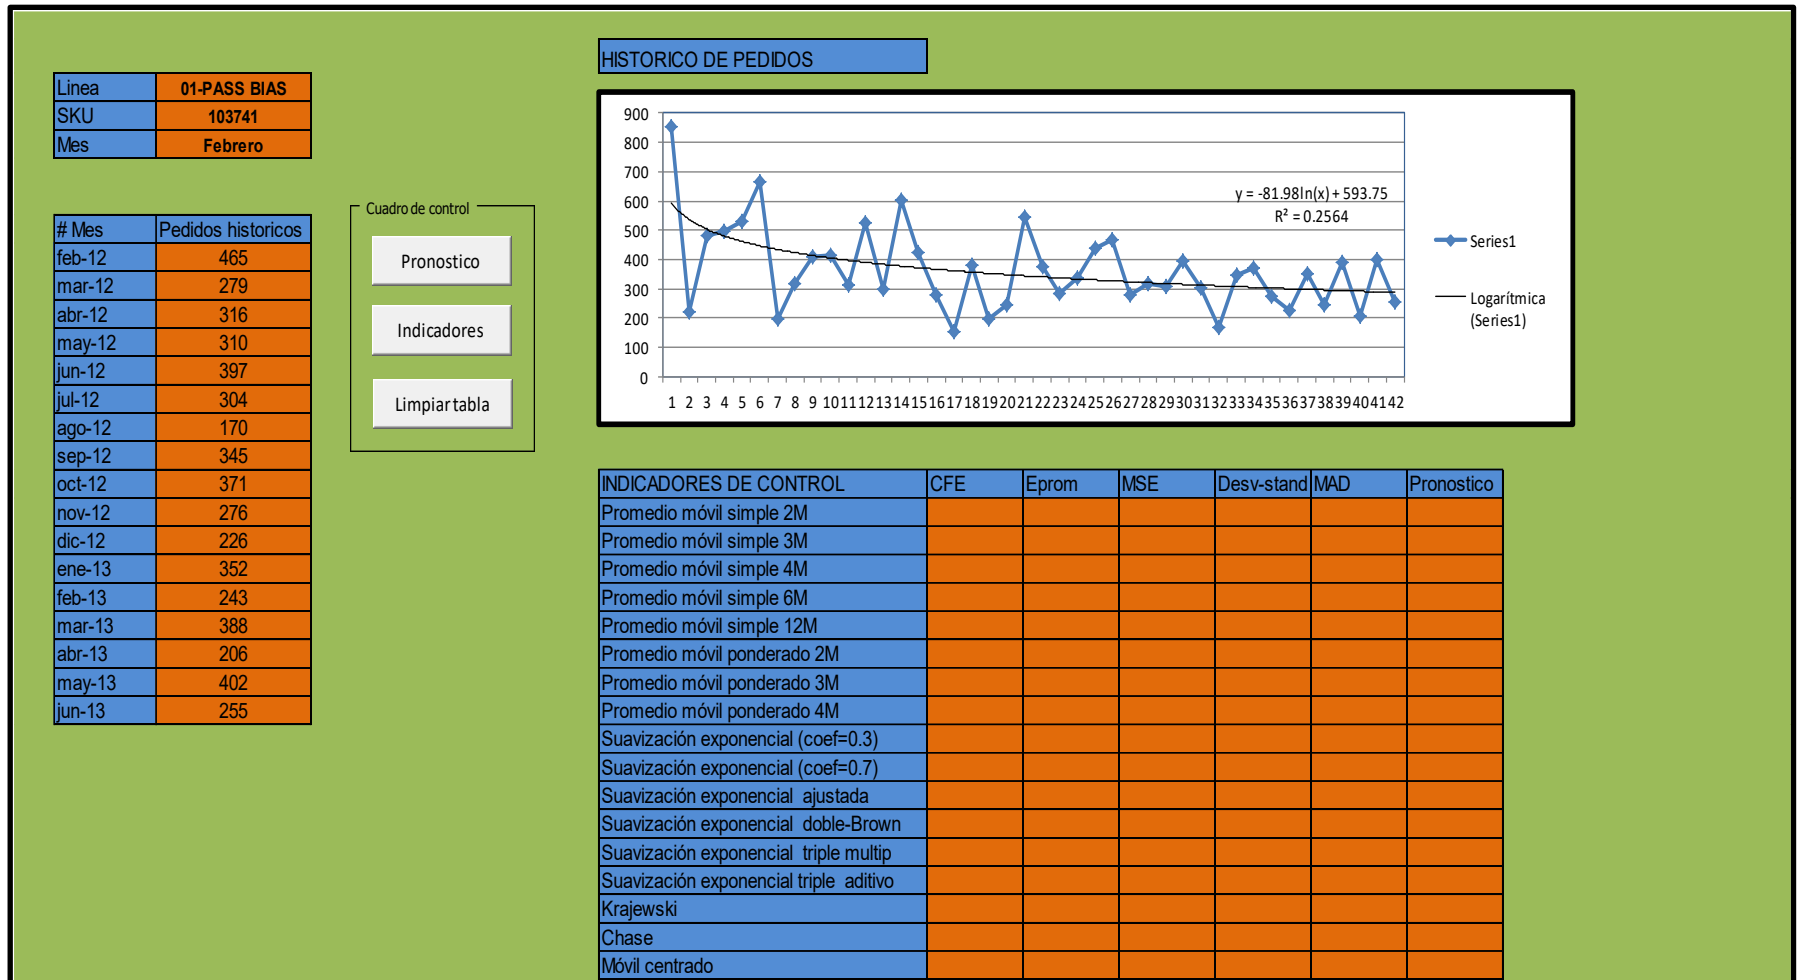 HISTORICO DE PEDIDOS
Linea 01-PASS BIAS
SKU 103741
Mes Febrero
# Mes Pedidos historicos
feb-12 465
mar-12 279
abr-12 316
may-12 310
jun-12 397
jul-12 304
ago-12 170
sep-12 345
oct-12 371
nov-12 276
dic-12 226
ene-13 352
feb-13 243
mar-13 388
abr-13 206
may-13 402
jun-13 255
Cuadro de control
Pronostico
Indicadores
Limpiar tabla
900
800
700
600
500
400
300
200
100
0
1 2 3 4 5 6 7 8 9 10 11 12 13 14 15 16 17 18 19 20 21 22 23 24 25 26 27 28 29 30 31 32 33 34 35 36 37 38 39 40 41 42
y = -81.98ln(x) + 593.75
R² = 0.2564
Series1
Logarítmica
(Series1)
INDICADORES DE CONTROL CFE Eprom MSE Desv-stand MAD Pronostico
Promedio móvil simple 2M
Promedio móvil simple 3M
Promedio móvil simple 4M
Promedio móvil simple 6M
Promedio móvil simple 12M
Promedio móvil ponderado 2M
Promedio móvil ponderado 3M
Promedio móvil ponderado 4M
Suavización exponencial (coef=0.3)
Suavización exponencial (coef=0.7)
Suavización exponencial ajustada
Suavización exponencial doble-Brown
Suavización exponencial triple multip
Suavización exponencial triple aditivo
Krajewski
Chase
Móvil centrado